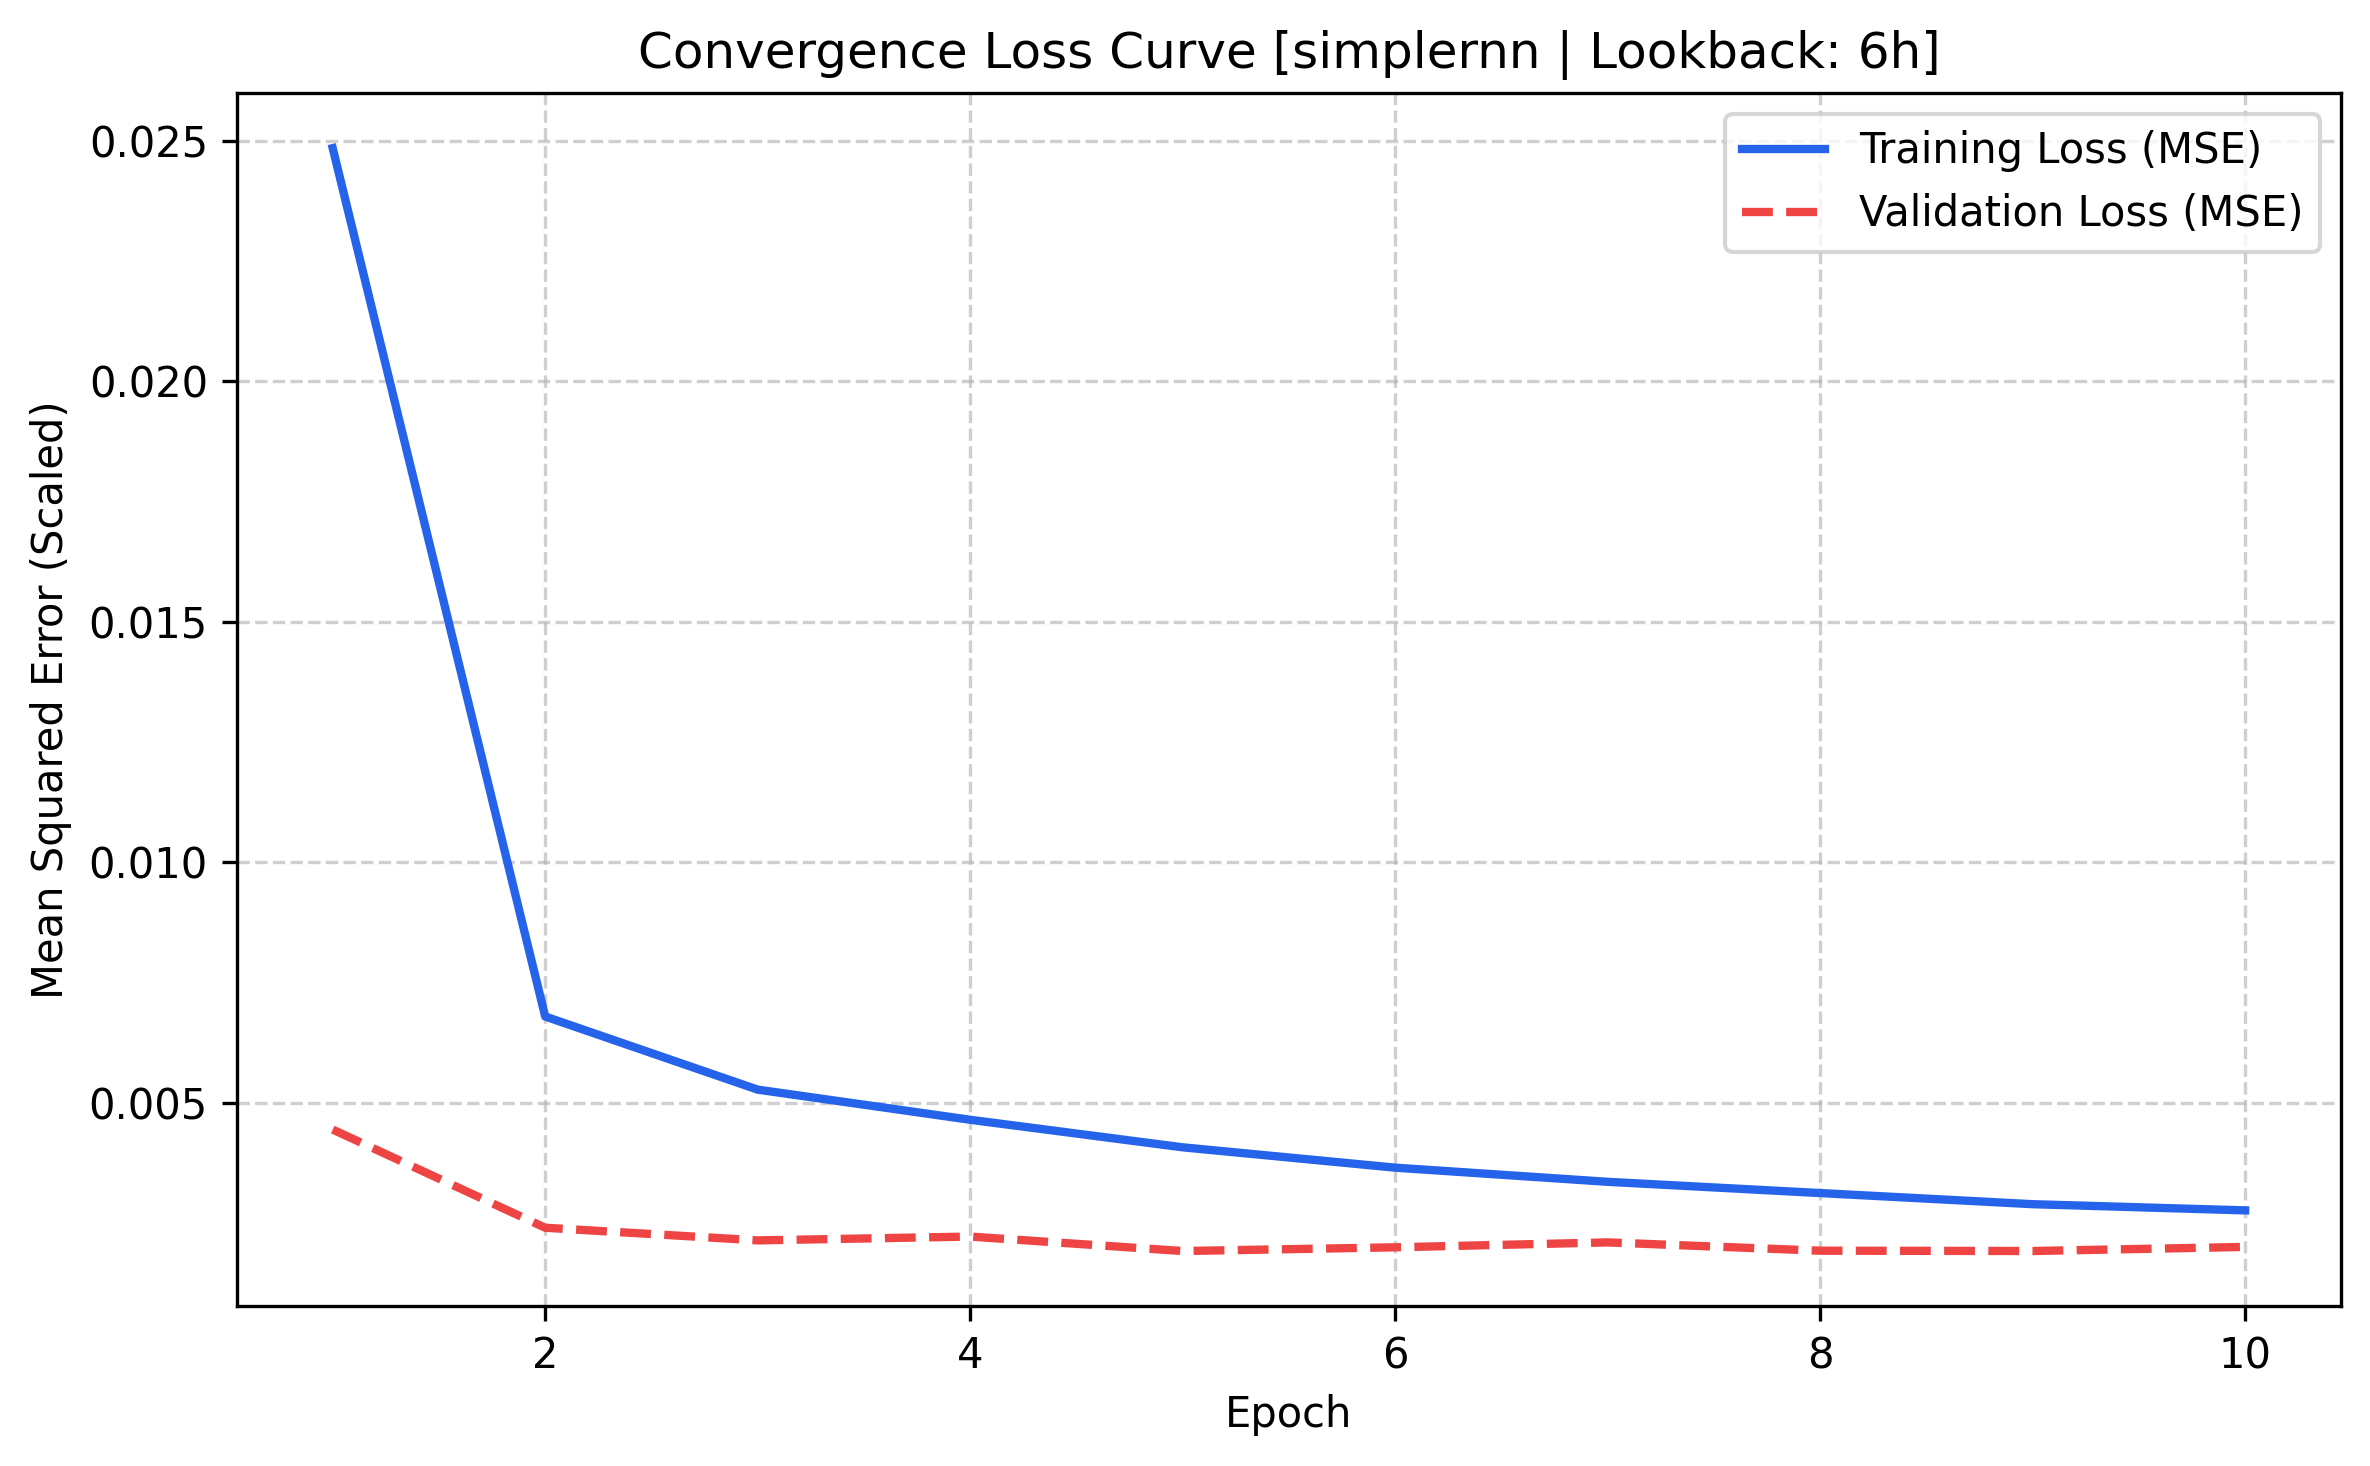 Convergence Loss Curve [simplernn | Lookback: 6h]
Training Loss (MSE)
Validation Loss (MSE)
Mean Squared Error (Scaled)
0.025
0.020
0.015
0.010
0.005
2 4 6 8 10
Epoch